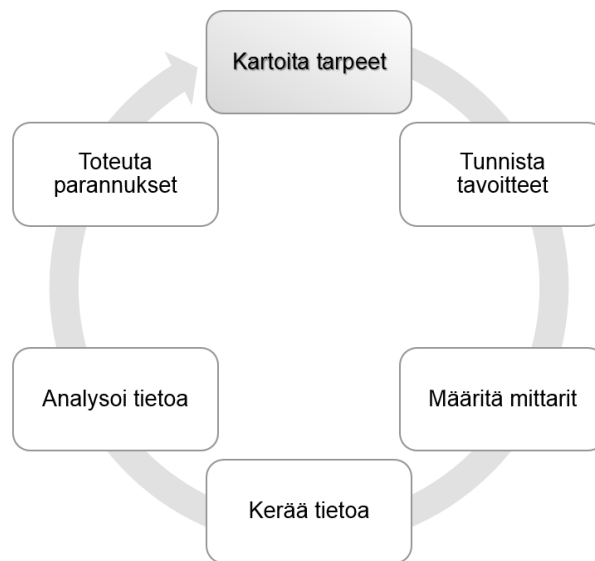 Kartoita tarpeet
Tunnista
tavoitteet
Määritä mittarit
Kerää tietoa
Analysoi tietoa
Toteuta
parannukset